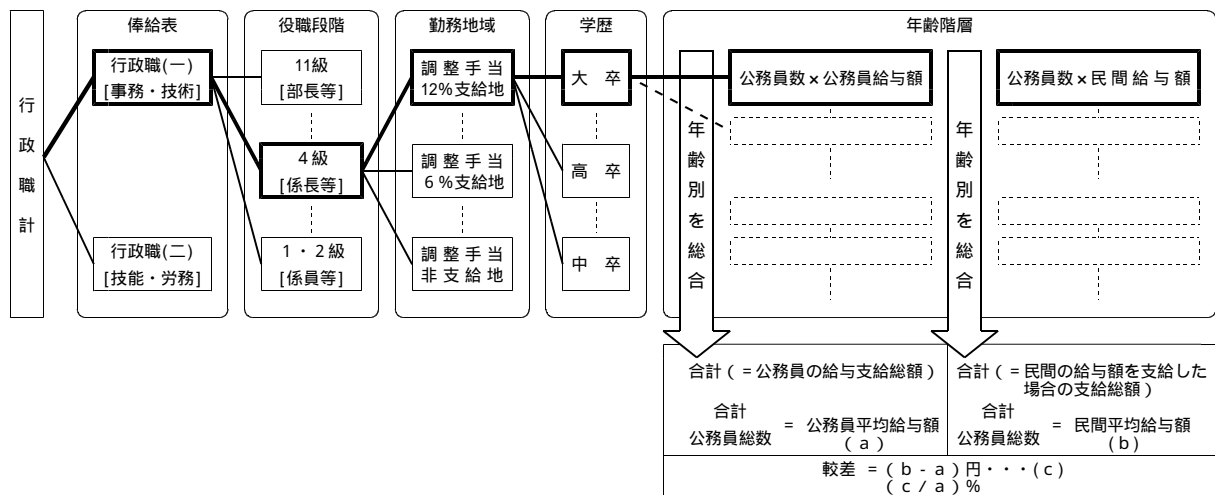 行政職計
俸給表
行政職(一)
[事務・技術]
行政職(二)
[技能・労務]
役職段階
11級
[部長等]
4級
[係長等]
1・2級
[係員等]
勤務地域
調整手当
12%支給地
調整手当
6%支給地
調整手当
非支給地
学歴
大 卒
高 卒
中 卒
年齢階層
年齢別を総合
公務員数×公務員給与額
年齢別を総合
公務員数×民間給与額
合計(=公務員の給与支給総額)
合計
公務員総数
= 公務員平均給与額
(a)
合計(=民間の給与額を支給した
場合の支給総額)
合計
公務員総数
= 民間平均給与額
(b)
較差 =(b-a)円・・・(c)
(c/a)%